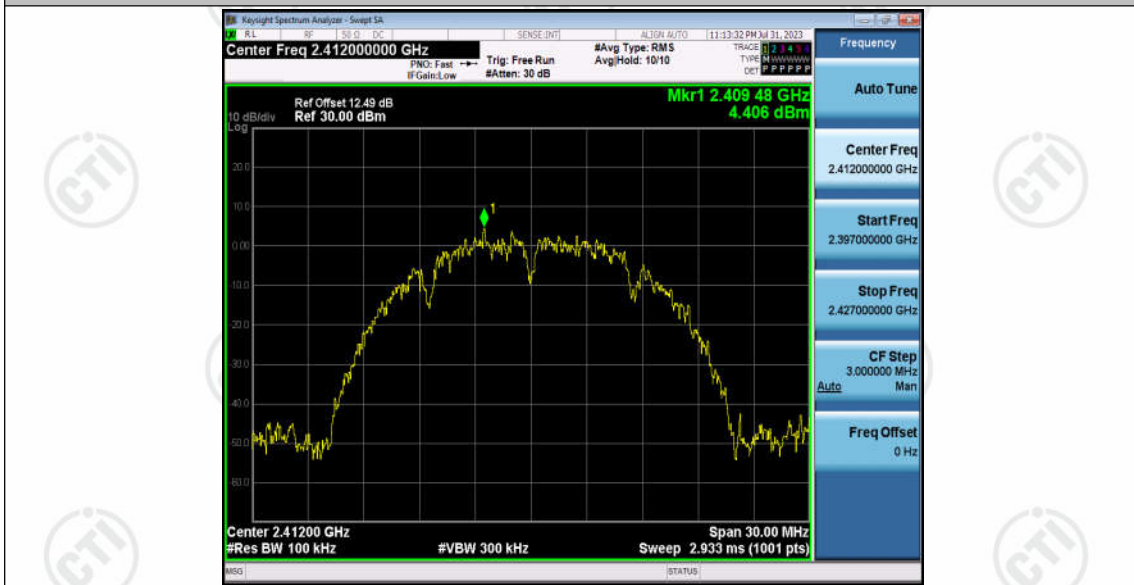 Keysight Spectrum Analyzer - Swept SA
RL RF 50 Ω DC SENSE:INT ALIGN AUTO 11:13:32 PM Jul 31, 2023
Center Freq 2.412000000 GHz
PNO: Fast
IFGain:Low
Trig: Free Run
#Atten: 30 dB
#Avg Type: RMS
Avg|Hold: 10/10
TRACE 1 2 3 4 5 6
TYPE M WWWWW
DET P P P P P P
Ref Offset 12.49 dB
10 dB/div Ref 30.00 dBm
Log
Mkr1 2.409 48 GHz
4.406 dBm
20.0
10.0
0.00
-10.0
-20.0
-30.0
-40.0
-50.0
-60.0
1
Center 2.41200 GHz Span 30.00 MHz
#Res BW 100 kHz #VBW 300 kHz Sweep 2.933 ms (1001 pts)
MSG STATUS
Frequency
Auto Tune
Center Freq
2.412000000 GHz
Start Freq
2.397000000 GHz
Stop Freq
2.427000000 GHz
CF Step
3.000000 MHz
Auto Man
Freq Offset
0 Hz
CTI
CTI
CTI
CTI